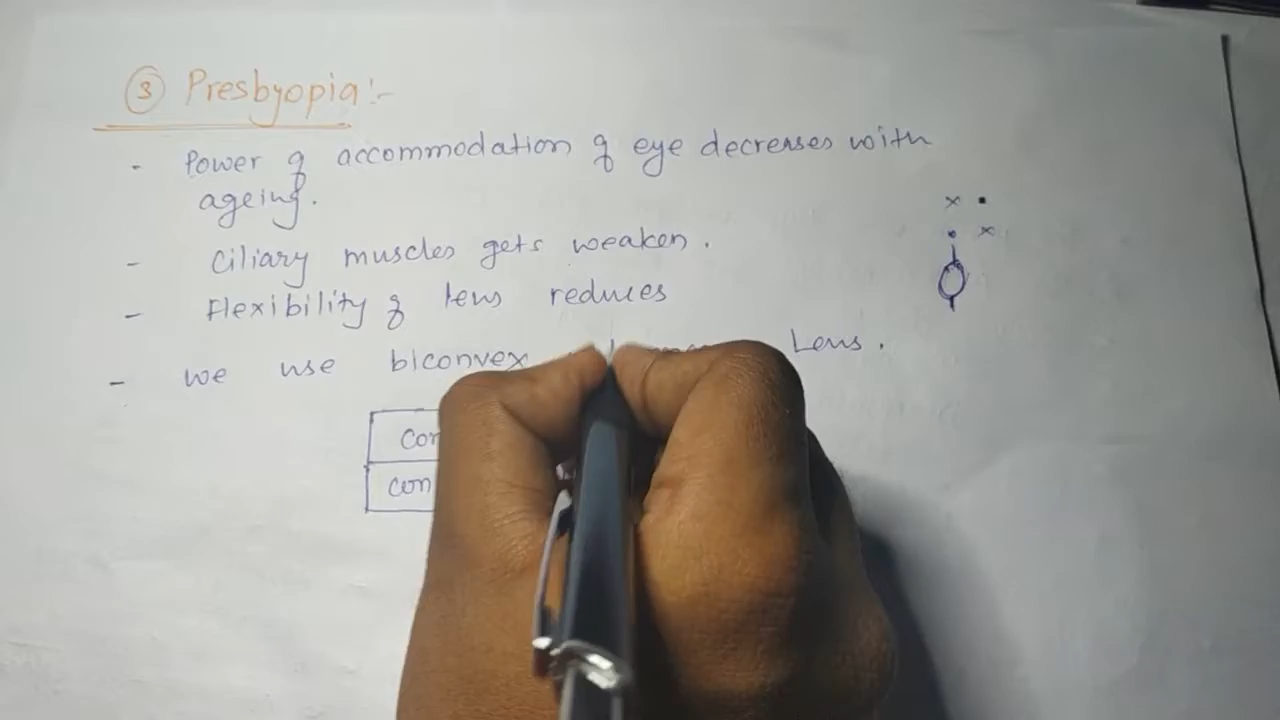 ③ Presbyopia :-
- Power of accommodation of eye decreases with
ageing.
- Ciliary muscles gets weaken.
- Flexibility of lens reduces
- we use biconvex Lens.
Con
Con
x •
• x